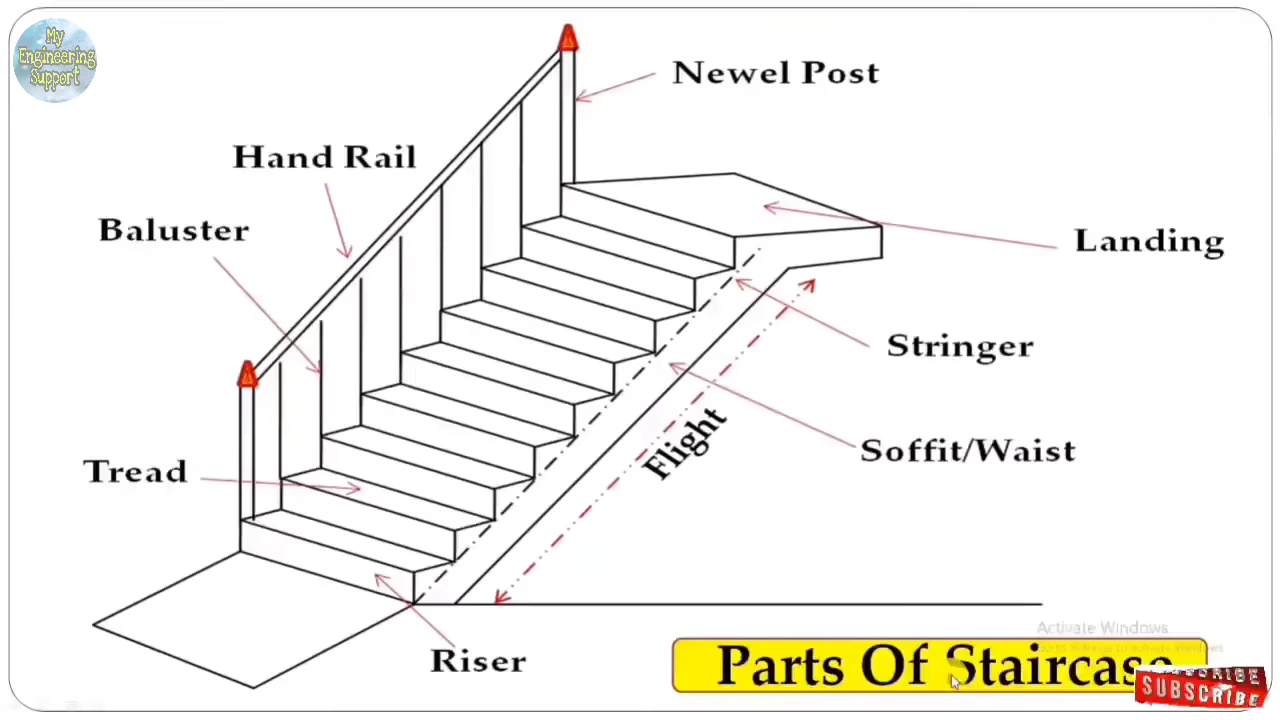 My
Engineering
Support
Newel Post
Hand Rail
Baluster
Landing
Stringer
Flight
Soffit/Waist
Tread
Riser
Activate Windows
Parts Of Staircase
SUBSCRIBE